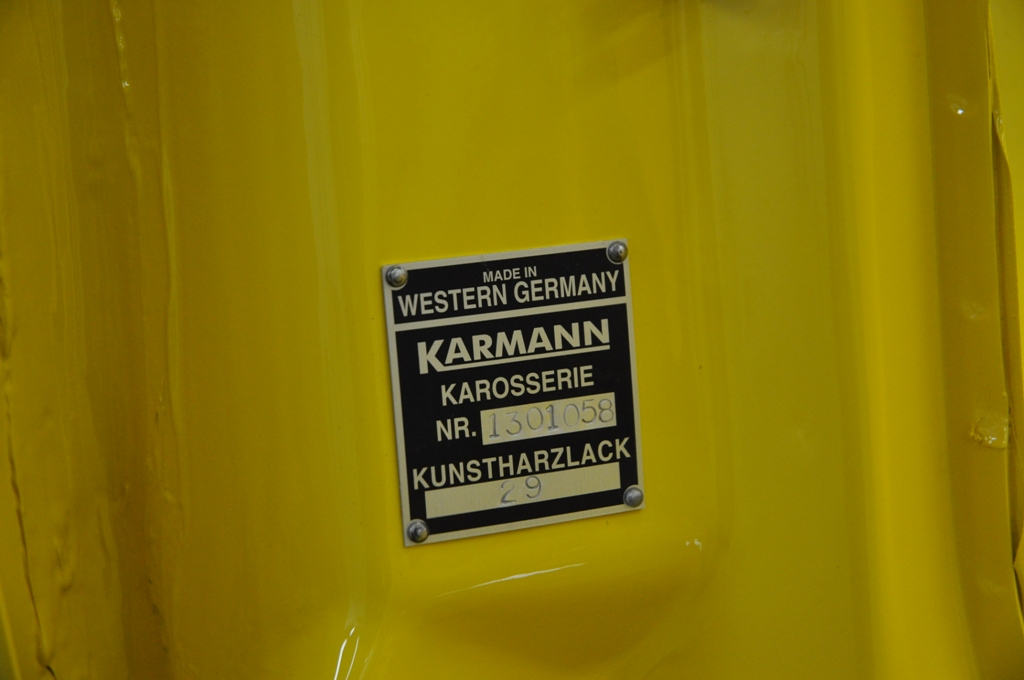 MADE IN
WESTERN GERMANY
KARMANN
KAROSSERIE
NR. 1301058
KUNSTHARZLACK
29